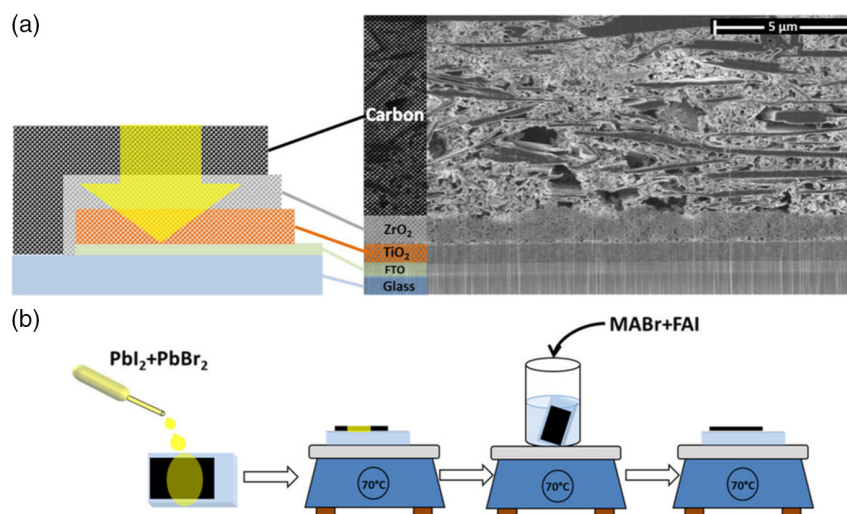 (a)
5 µm
Carbon
ZrO₂
TiO₂
FTO
Glass
(b)
PbI₂+PbBr₂
MABr+FAI
70°C
70°C
70°C